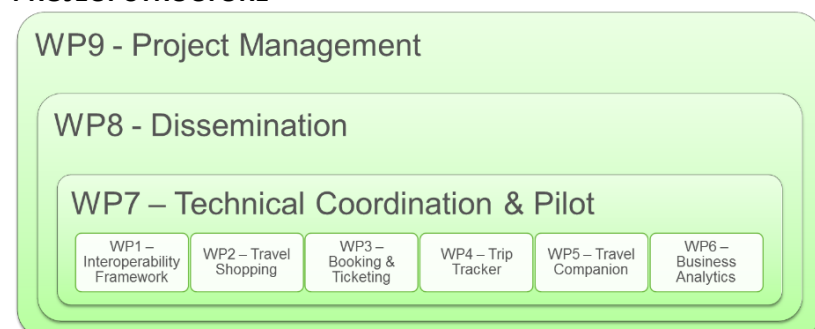 WP9 - Project Management
WP8 - Dissemination
WP7 – Technical Coordination & Pilot
WP1 –
Interoperability
Framework
WP2 – Travel
Shopping
WP3 –
Booking &
Ticketing
WP4 – Trip
Tracker
WP5 – Travel
Companion
WP6 –
Business
Analytics